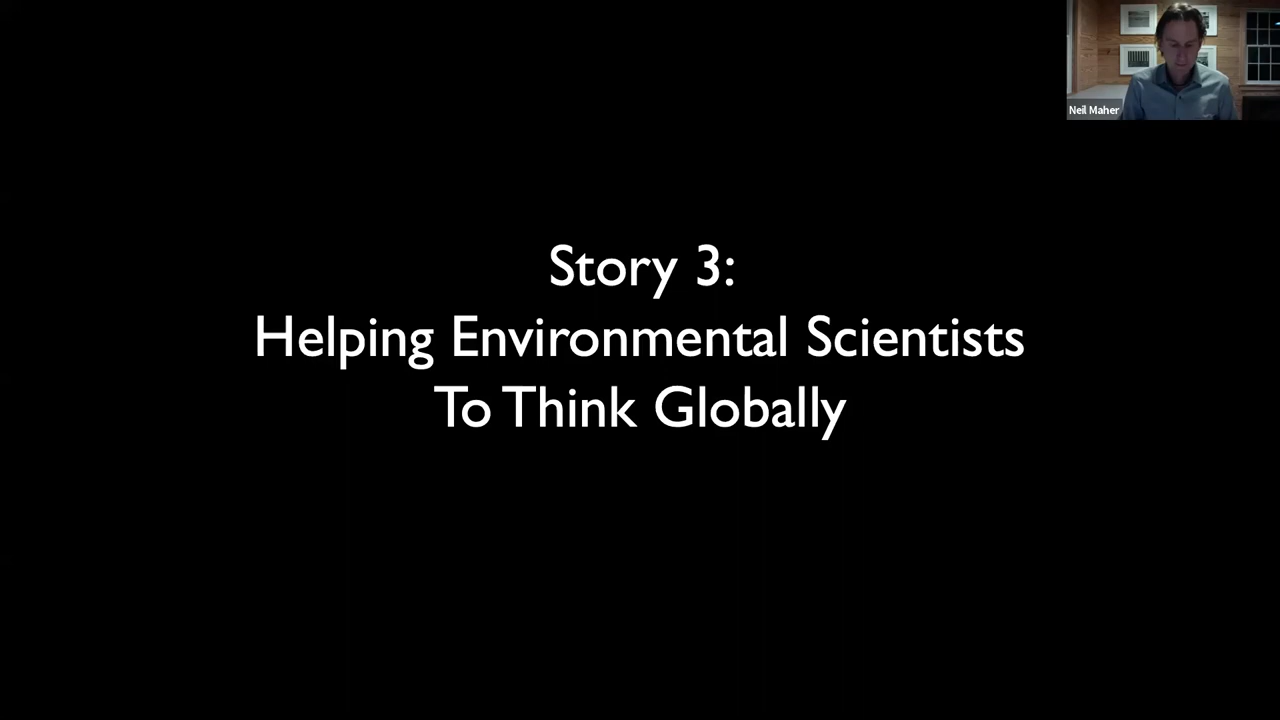 Neil Maher
Story 3:
Helping Environmental Scientists
To Think Globally